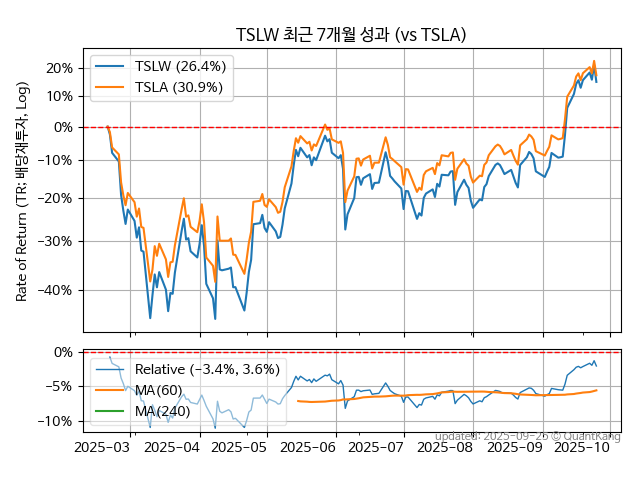 TSLW 최근 7개월 성과 (vs TSLA)
Rate of Return (TR: 배당재투자, Log)
20%
10%
0%
−10%
−20%
−30%
−40%
TSLW (26.4%)
TSLA (30.9%)
0%
−5%
−10%
Relative (−3.4%, 3.6%)
MA(60)
MA(240)
2025-03 2025-04 2025-05 2025-06 2025-07 2025-08 2025-09 2025-10
updated: 2025-09-25 © QuantKang